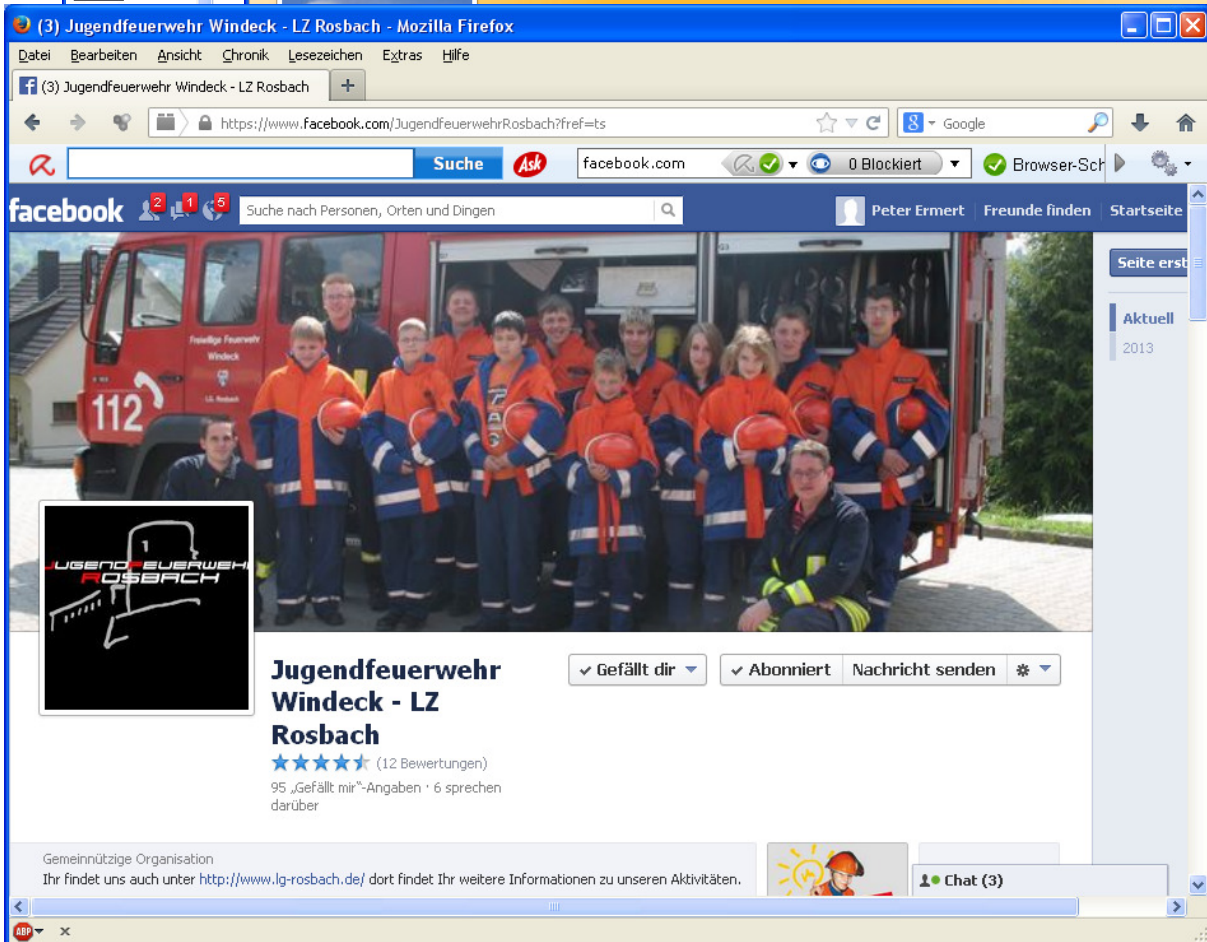 (3) Jugendfeuerwehr Windeck - LZ Rosbach - Mozilla Firefox
Datei Bearbeiten Ansicht Chronik Lesezeichen Extras Hilfe
(3) Jugendfeuerwehr Windeck - LZ Rosbach
https://www.facebook.com/JugendfeuerwehrRosbach?fref=ts
8 Google
Suche Ask facebook.com 0 Blockiert Browser-Sch
facebook 2 1 5 Suche nach Personen, Orten und Dingen Peter Ermert Freunde finden Startseite
Seite erst
Aktuell
2013
Freiwillige Feuerwehr
Windeck
LG Rosbach
112
JUGENDFEUERWEH
ROSBACH
Jugendfeuerwehr
Windeck - LZ
Rosbach
Gefällt dir Abonniert Nachricht senden
(12 Bewertungen)
95 „Gefällt mir“-Angaben · 6 sprechen
darüber
Gemeinnützige Organisation
Ihr findet uns auch unter http://www.lg-rosbach.de/ dort findet Ihr weitere Informationen zu unseren Aktivitäten.
Chat (3)
ABP